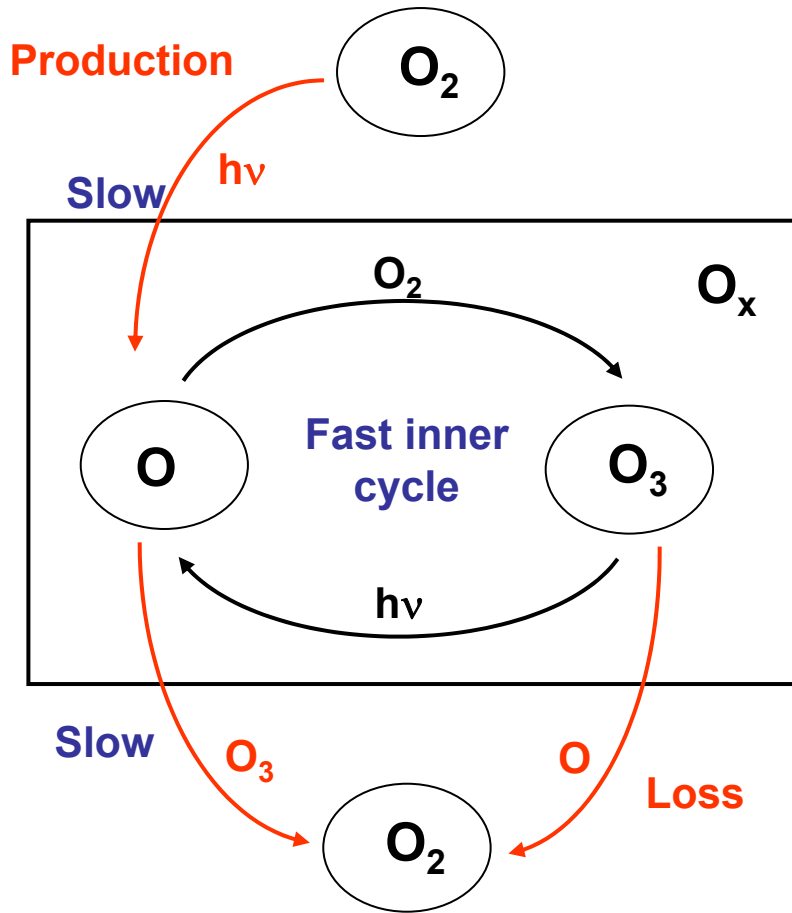 Production
O₂
hν
Slow
O₂
Oₓ
Fast inner
cycle
O
O₃
hν
Slow
O₃
O
Loss
O₂